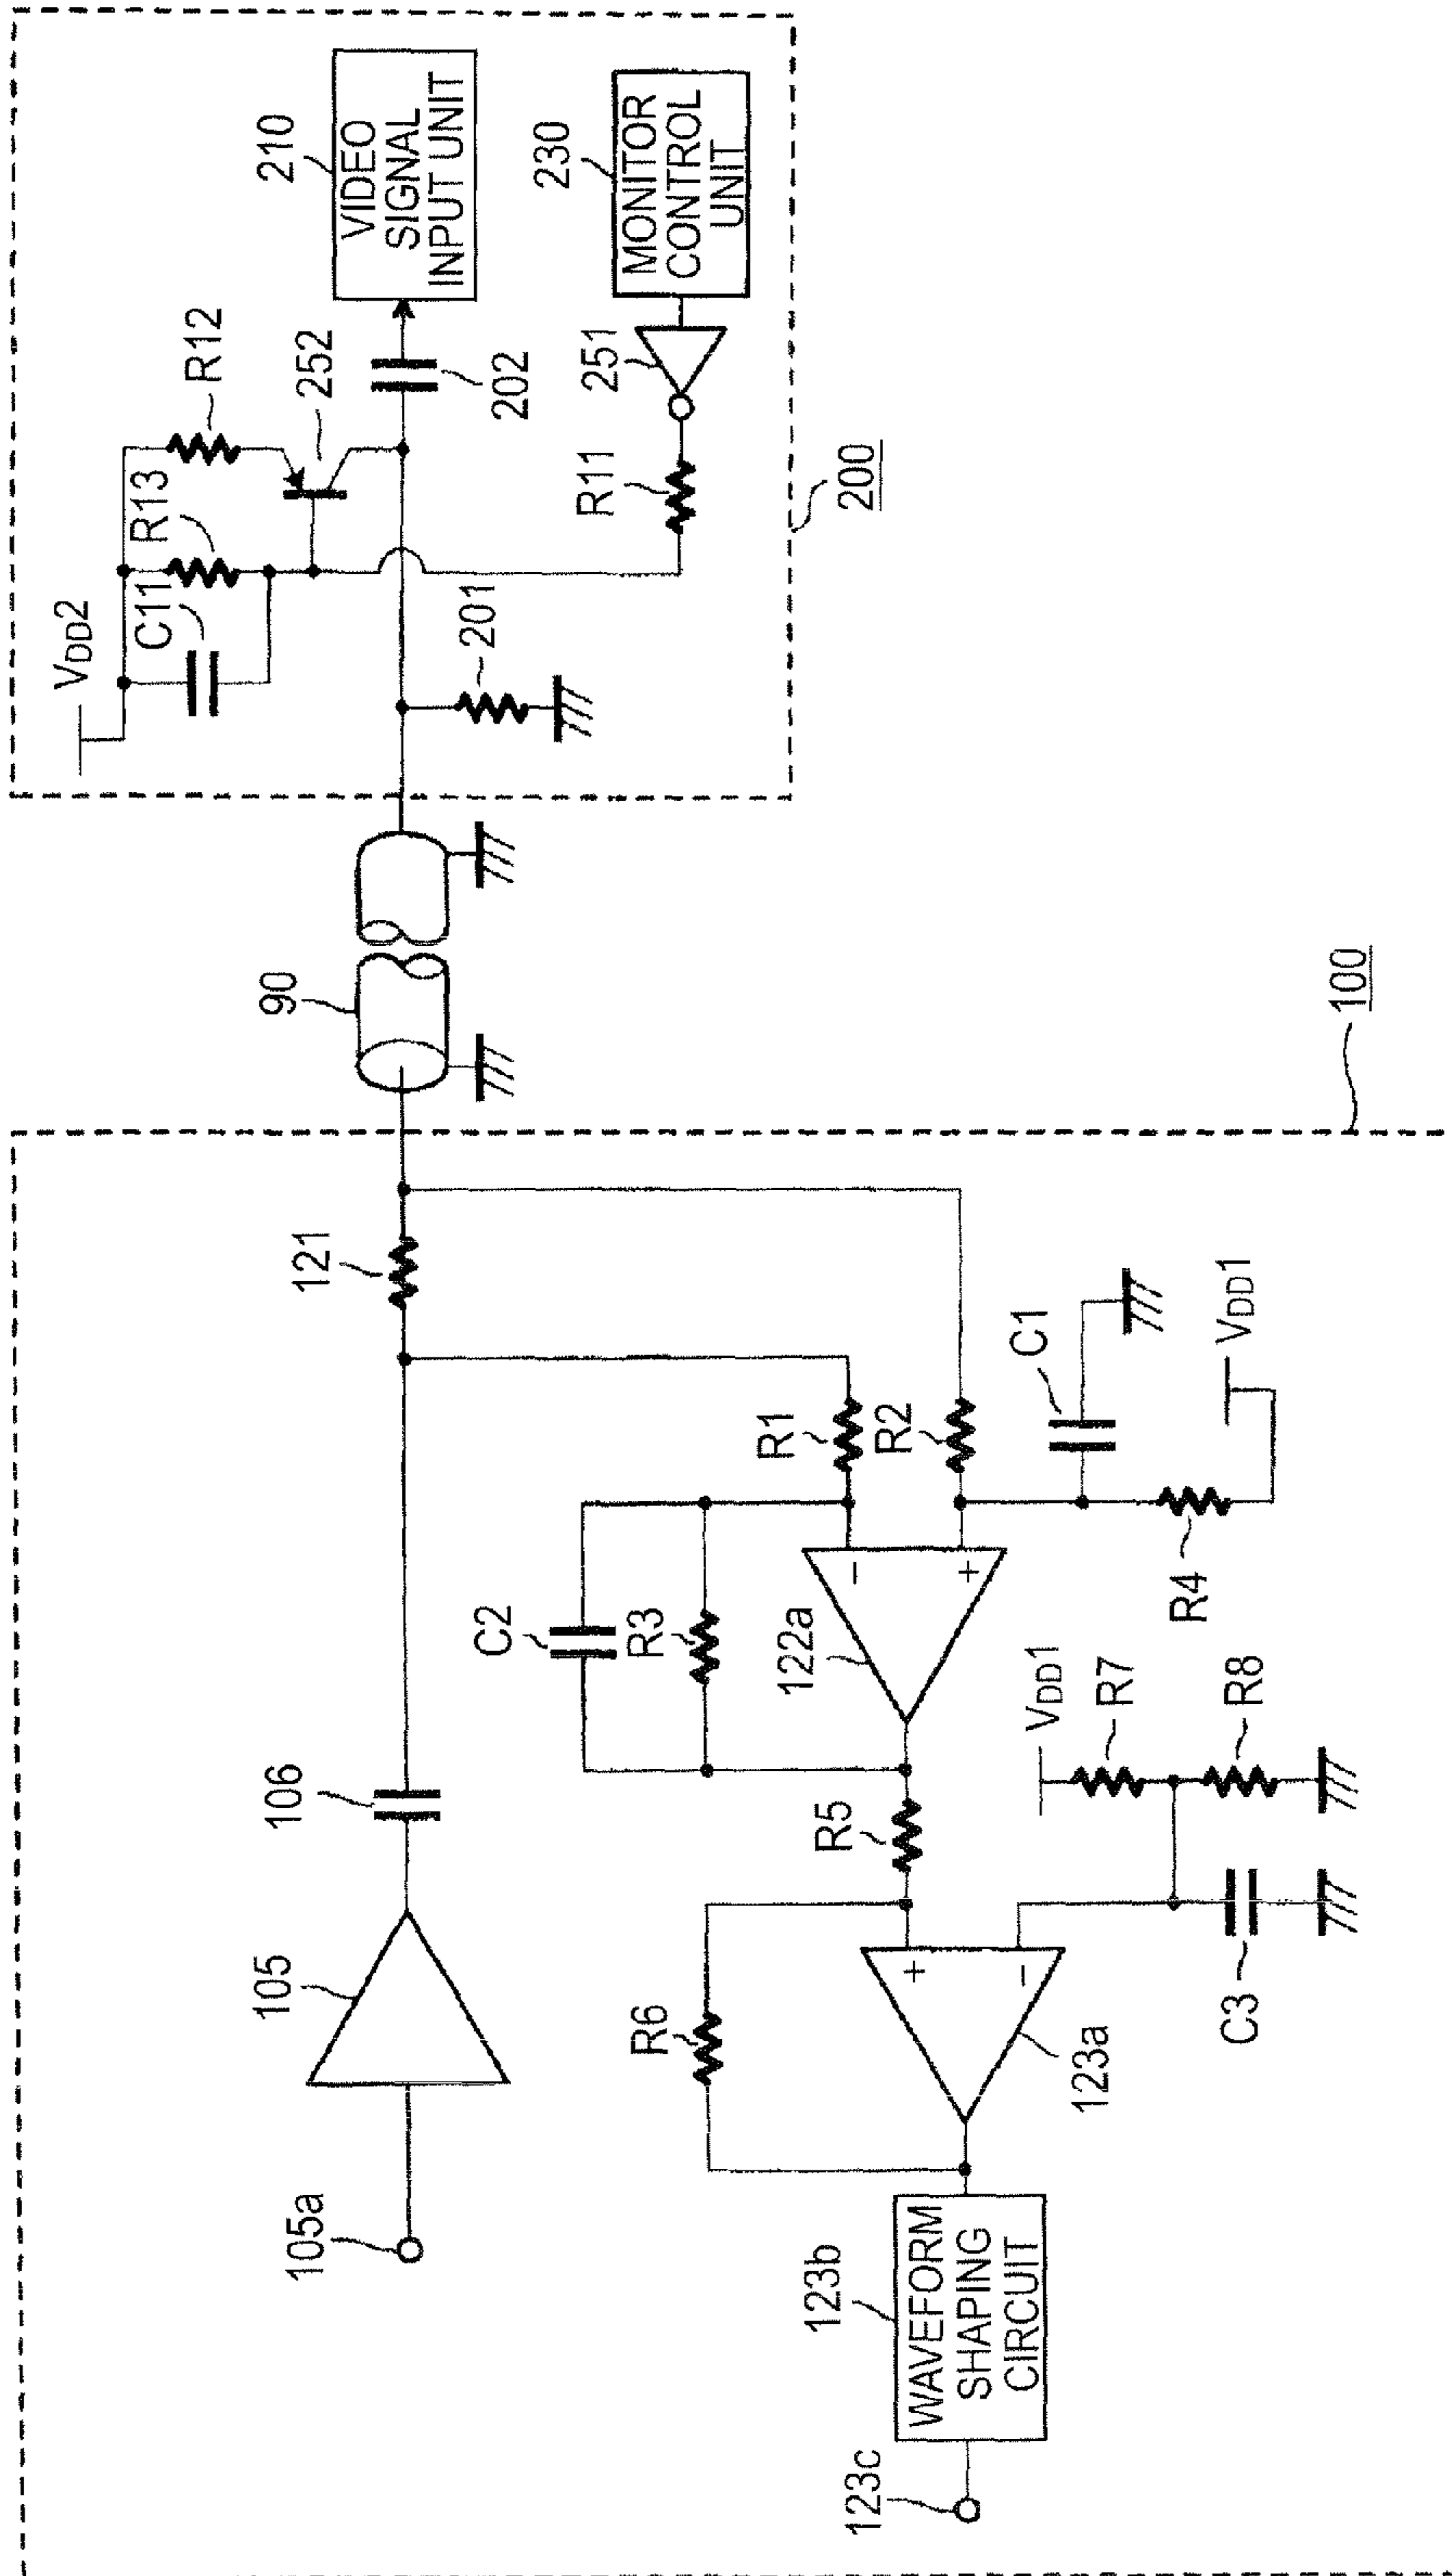 105a
105
106
121
90
VDD2
C11
R13
R12
252
202
210
VIDEO
SIGNAL
INPUT UNIT
201
R11
251
230
MONITOR
CONTROL
UNIT
200
100
C2
R3
R1
R2
C1
VDD1
R4
122a
−
+
R5
R6
VDD1
R7
R8
C3
+
−
123a
123b
WAVEFORM
SHAPING
CIRCUIT
123c